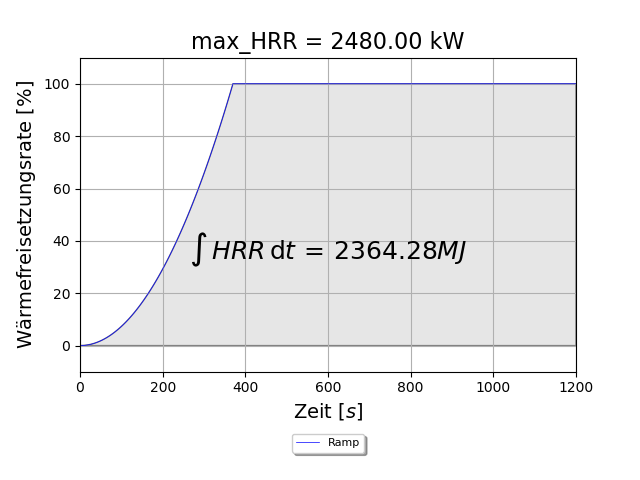 max_HRR = 2480.00 kW
Wärmefreisetzungsrate [%]
100
80
60
40
20
0
∫ HRR dt = 2364.28MJ
0 200 400 600 800 1000 1200
Zeit [s]
Ramp